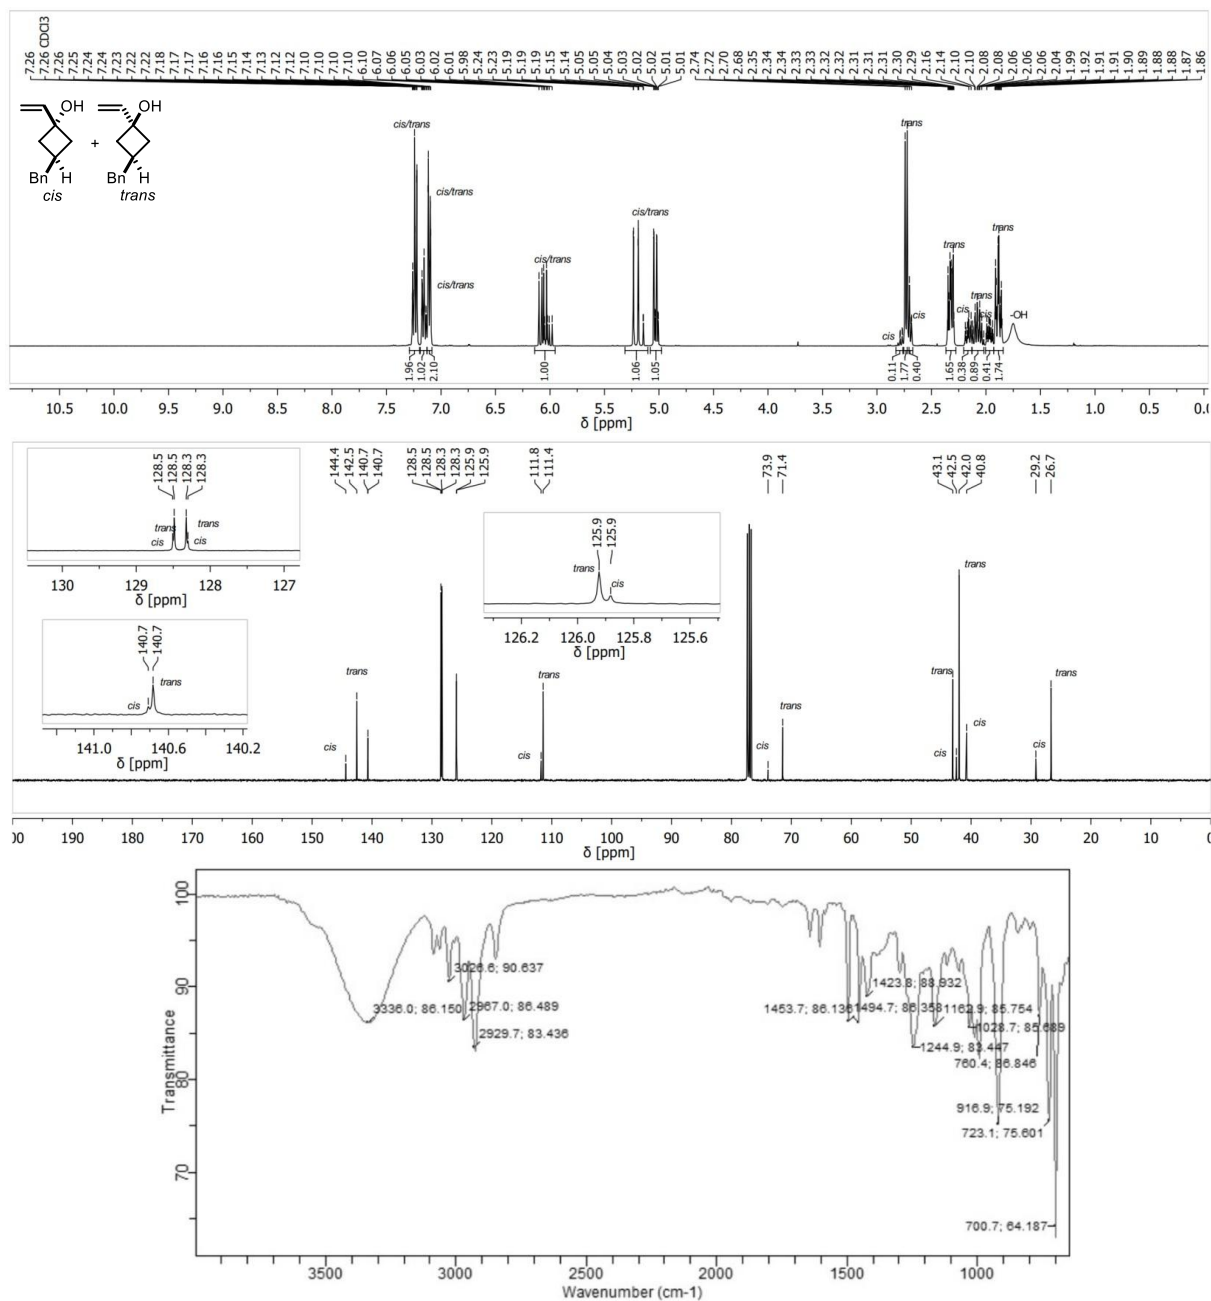 7.26
7.26 CDCl3
7.26
7.25
7.24
7.24
7.23
7.22
7.22
7.18
7.17
7.17
7.16
7.16
7.15
7.14
7.13
7.12
7.12
7.10
7.10
7.10
7.10
6.10
6.07
6.06
6.05
6.03
6.02
6.01
5.98
5.24
5.23
5.19
5.19
5.19
5.15
5.14
5.05
5.05
5.04
5.03
5.02
5.02
5.01
5.01
2.74
2.72
2.70
2.68
2.35
2.34
2.34
2.33
2.33
2.32
2.32
2.31
2.31
2.31
2.30
2.29
2.16
2.14
2.10
2.10
2.08
2.08
2.06
2.06
2.06
2.04
1.99
1.92
1.91
1.91
1.90
1.89
1.88
1.88
1.87
1.86
OH OH
+
Bn H Bn H
cis trans
cis/trans
cis/trans
cis/trans
cis/trans
cis/trans
cis
trans
cis
trans
cis
trans
cis
trans
-OH
1.96
1.02
2.10
1.00
1.06
1.05
0.11
1.77
0.40
1.65
0.38
0.89
0.41
1.74
10.5 10.0 9.5 9.0 8.5 8.0 7.5 7.0 6.5 6.0 5.5 5.0 4.5 4.0 3.5 3.0 2.5 2.0 1.5 1.0 0.5 0.0
δ [ppm]
128.5
128.5
128.3
128.3
trans trans
cis cis
130 129 128 127
δ [ppm]
144.4
142.5
140.7
140.7
128.5
128.5
128.3
128.3
125.9
125.9
111.8
111.4
73.9
71.4
43.1
42.5
42.0
40.8
29.2
26.7
125.9
125.9
trans
cis
126.2 126.0 125.8 125.6
δ [ppm]
140.7
140.7
trans
cis
141.0 140.6 140.2
δ [ppm]
cis
trans
cis
trans
cis
trans
trans
cis
trans
cis
cis
trans
00 190 180 170 160 150 140 130 120 110 100 90 80 70 60 50 40 30 20 10 0
δ [ppm]
Transmittance
100
90
80
70
3026.6; 90.637
3336.0; 86.150
2967.0; 86.489
2929.7; 83.436
1423.8; 88.932
1453.7; 86.136
1494.7; 86.358
1162.9; 85.754
1028.7; 85.689
1244.9; 83.447
760.4; 86.846
916.9; 75.192
723.1; 75.601
700.7; 64.187
3500 3000 2500 2000 1500 1000
Wavenumber (cm-1)